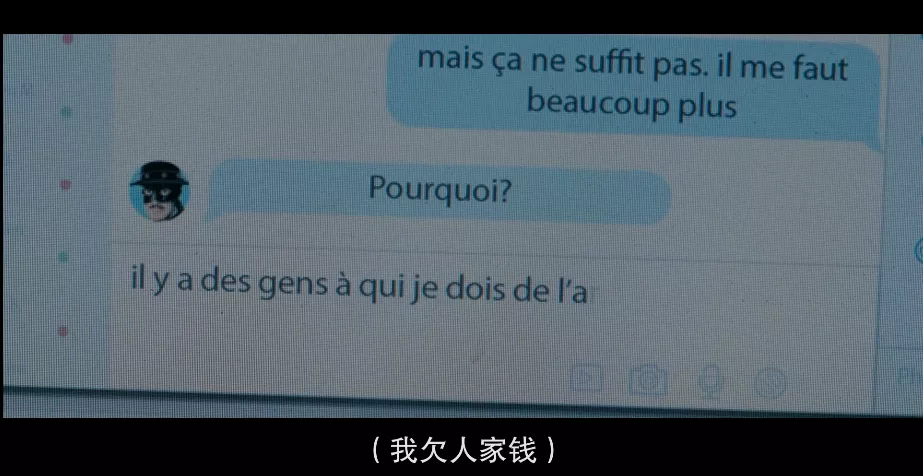 mais ça ne suffit pas. il me faut
beaucoup plus
Pourquoi?
il y a des gens à qui je dois de l'a
(我欠人家钱)